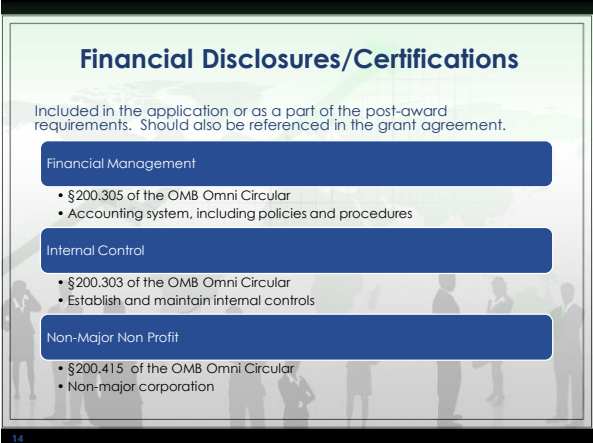 Financial Disclosures/Certifications
Included in the application or as a part of the post-award
requirements.  Should also be referenced in the grant agreement.
Financial Management
• §200.305 of the OMB Omni Circular
• Accounting system, including policies and procedures
Internal Control
• §200.303 of the OMB Omni Circular
• Establish and maintain internal controls
Non-Major Non Profit
• §200.415  of the OMB Omni Circular
• Non-major corporation
14